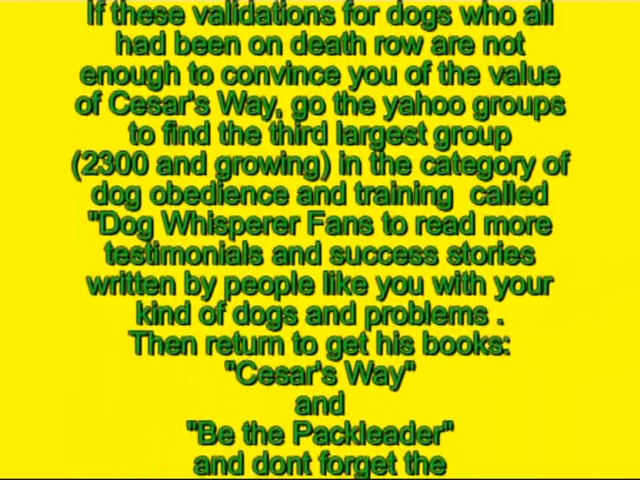 If these validations for dogs who all
had been on death row are not
enough to convince you of the value
of Cesar's Way, go the yahoo groups
to find the third largest group
(2300 and growing) in the category of
dog obedience and training  called
"Dog Whisperer Fans to read more
testimonials and success stories
written by people like you with your
kind of dogs and problems .
Then return to get his books:
"Cesar's Way"
and
"Be the Packleader"
and dont forget the